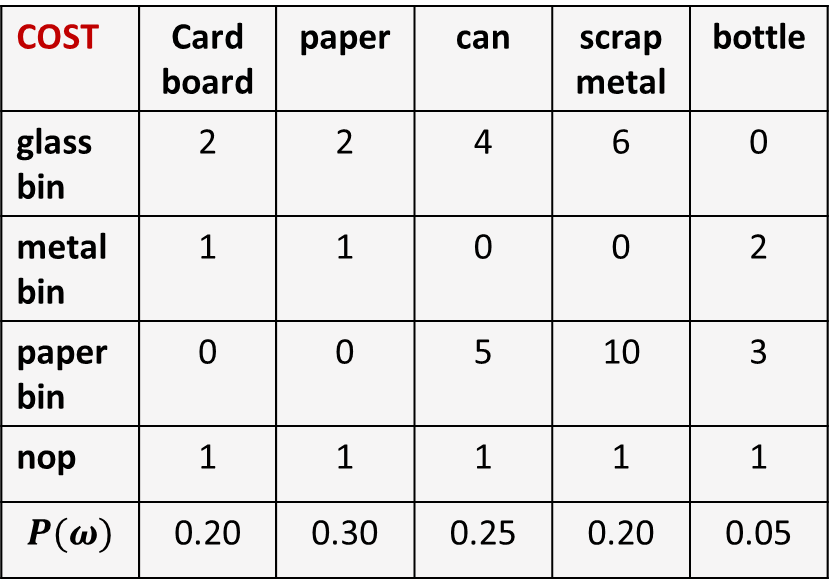 COST Card board paper can scrap metal bottle
glass bin 2 2 4 6 0
metal bin 1 1 0 0 2
paper bin 0 0 5 10 3
nop 1 1 1 1 1
P(ω) 0.20 0.30 0.25 0.20 0.05